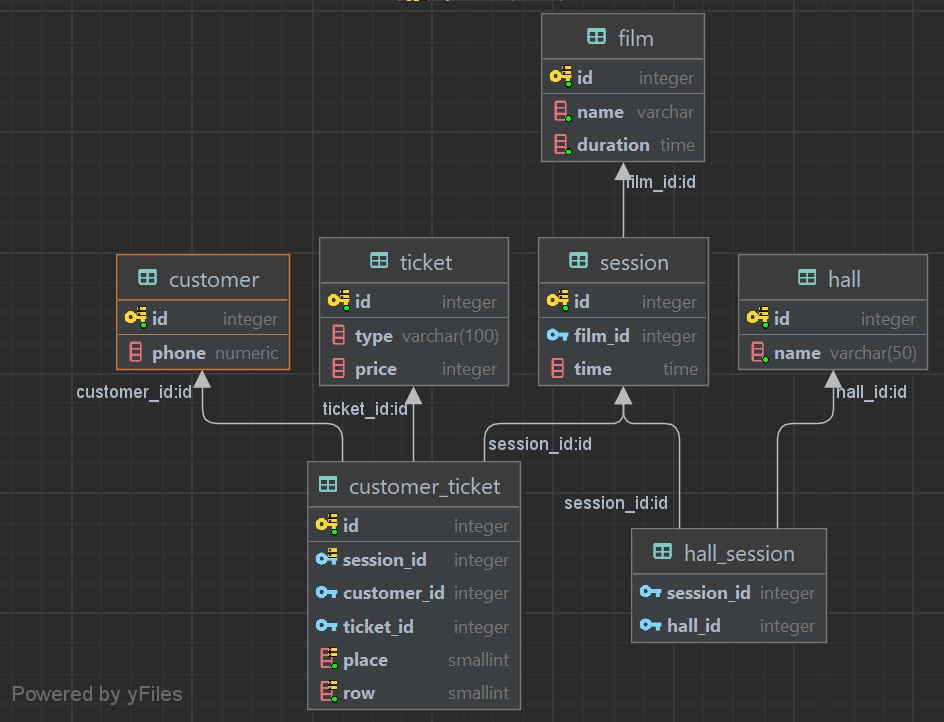 film
id integer
name varchar
duration time
film_id:id
customer
id integer
phone numeric
ticket
id integer
type varchar(100)
price integer
session
id integer
film_id integer
time time
hall
id integer
name varchar(50)
customer_id:id
ticket_id:id
session_id:id
session_id:id
hall_id:id
customer_ticket
id integer
session_id integer
customer_id integer
ticket_id integer
place smallint
row smallint
hall_session
session_id integer
hall_id integer
Powered by yFiles